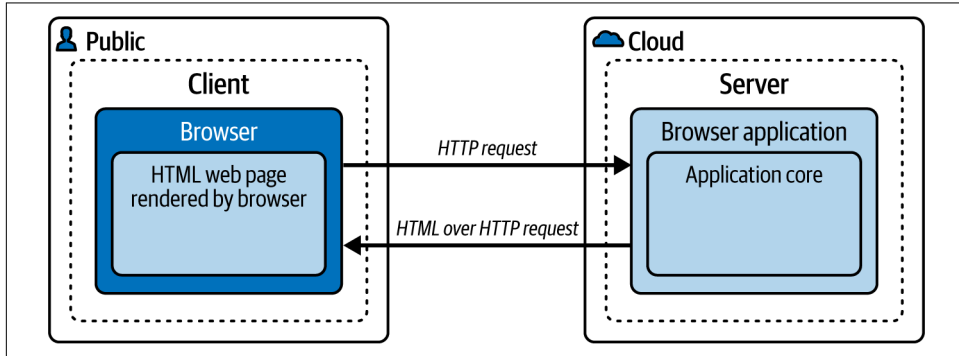 Public
Client
Browser
HTML web page
rendered by browser
HTTP request
HTML over HTTP request
Cloud
Server
Browser application
Application core